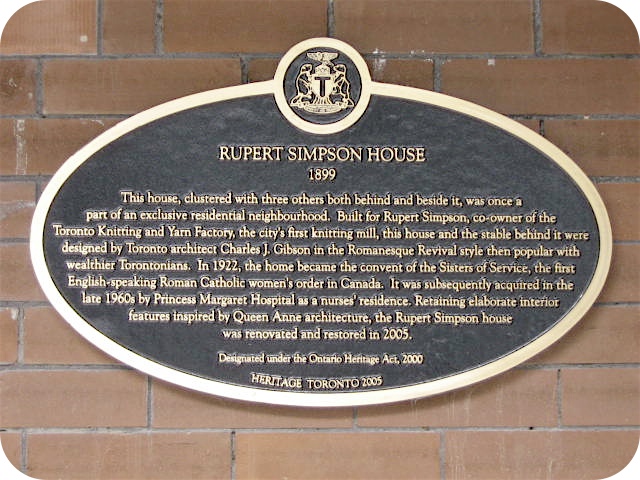 T
RUPERT SIMPSON HOUSE
1899
This house, clustered with three others both behind and beside it, was once a
part of an exclusive residential neighbourhood. Built for Rupert Simpson, co-owner of the
Toronto Knitting and Yarn Factory, the city's first knitting mill, this house and the stable behind it were
designed by Toronto architect Charles J. Gibson in the Romanesque Revival style then popular with
wealthier Torontonians. In 1922, the home became the convent of the Sisters of Service, the first
English-speaking Roman Catholic women's order in Canada. It was subsequently acquired in the
late 1960s by Princess Margaret Hospital as a nurses' residence. Retaining elaborate interior
features inspired by Queen Anne architecture, the Rupert Simpson house
was renovated and restored in 2005.
Designated under the Ontario Heritage Act, 2000
HERITAGE TORONTO 2005